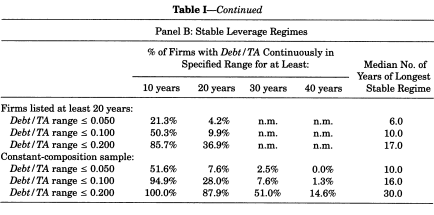 Table I—Continued
Panel B: Stable Leverage Regimes
% of Firms with Debt/TA Continuously in Median No. of
Specified Range for at Least: Years of Longest
10 years 20 years 30 years 40 years Stable Regime
Firms listed at least 20 years:
Debt/TA range ≤ 0.050 21.3% 4.2% n.m. n.m. 6.0
Debt/TA range ≤ 0.100 50.3% 9.9% n.m. n.m. 10.0
Debt/TA range ≤ 0.200 85.7% 36.9% n.m. n.m. 17.0
Constant-composition sample:
Debt/TA range ≤ 0.050 51.6% 7.6% 2.5% 0.0% 10.0
Debt/TA range ≤ 0.100 94.9% 28.0% 7.6% 1.3% 16.0
Debt/TA range ≤ 0.200 100.0% 87.9% 51.0% 14.6% 30.0